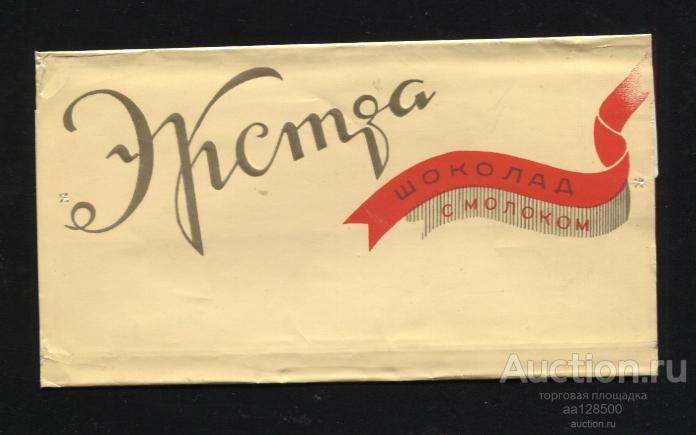 Экстра
ШОКОЛАД
С МОЛОКОМ
Auction.ru
торговая площадка
aa128500
auction.ru